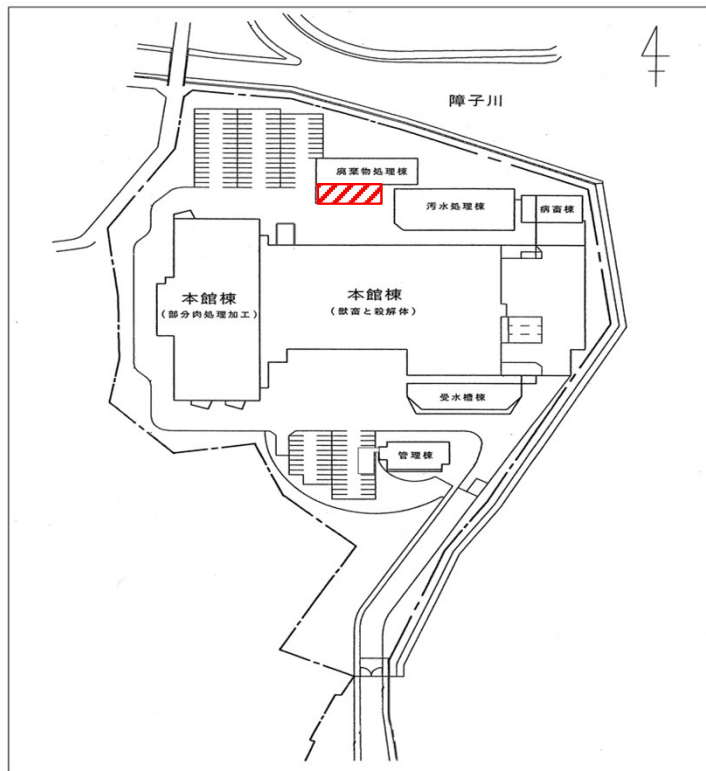 障子川
廃棄物処理棟
汚水処理棟
病畜棟
本館棟
(部分肉処理加工)
本館棟
(獣畜と殺解体)
受水槽棟
管理棟